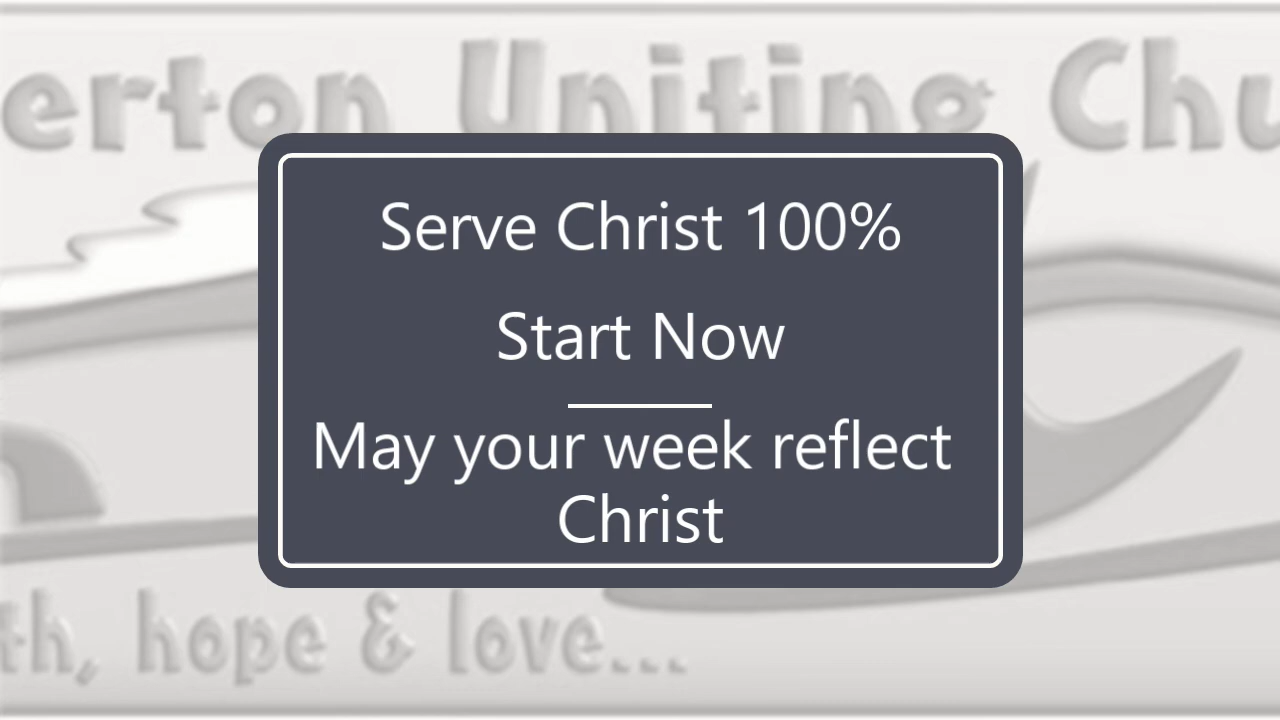 erton Uniting Chu
Serve Christ 100%
Start Now
May your week reflect
Christ
th, hope & love...